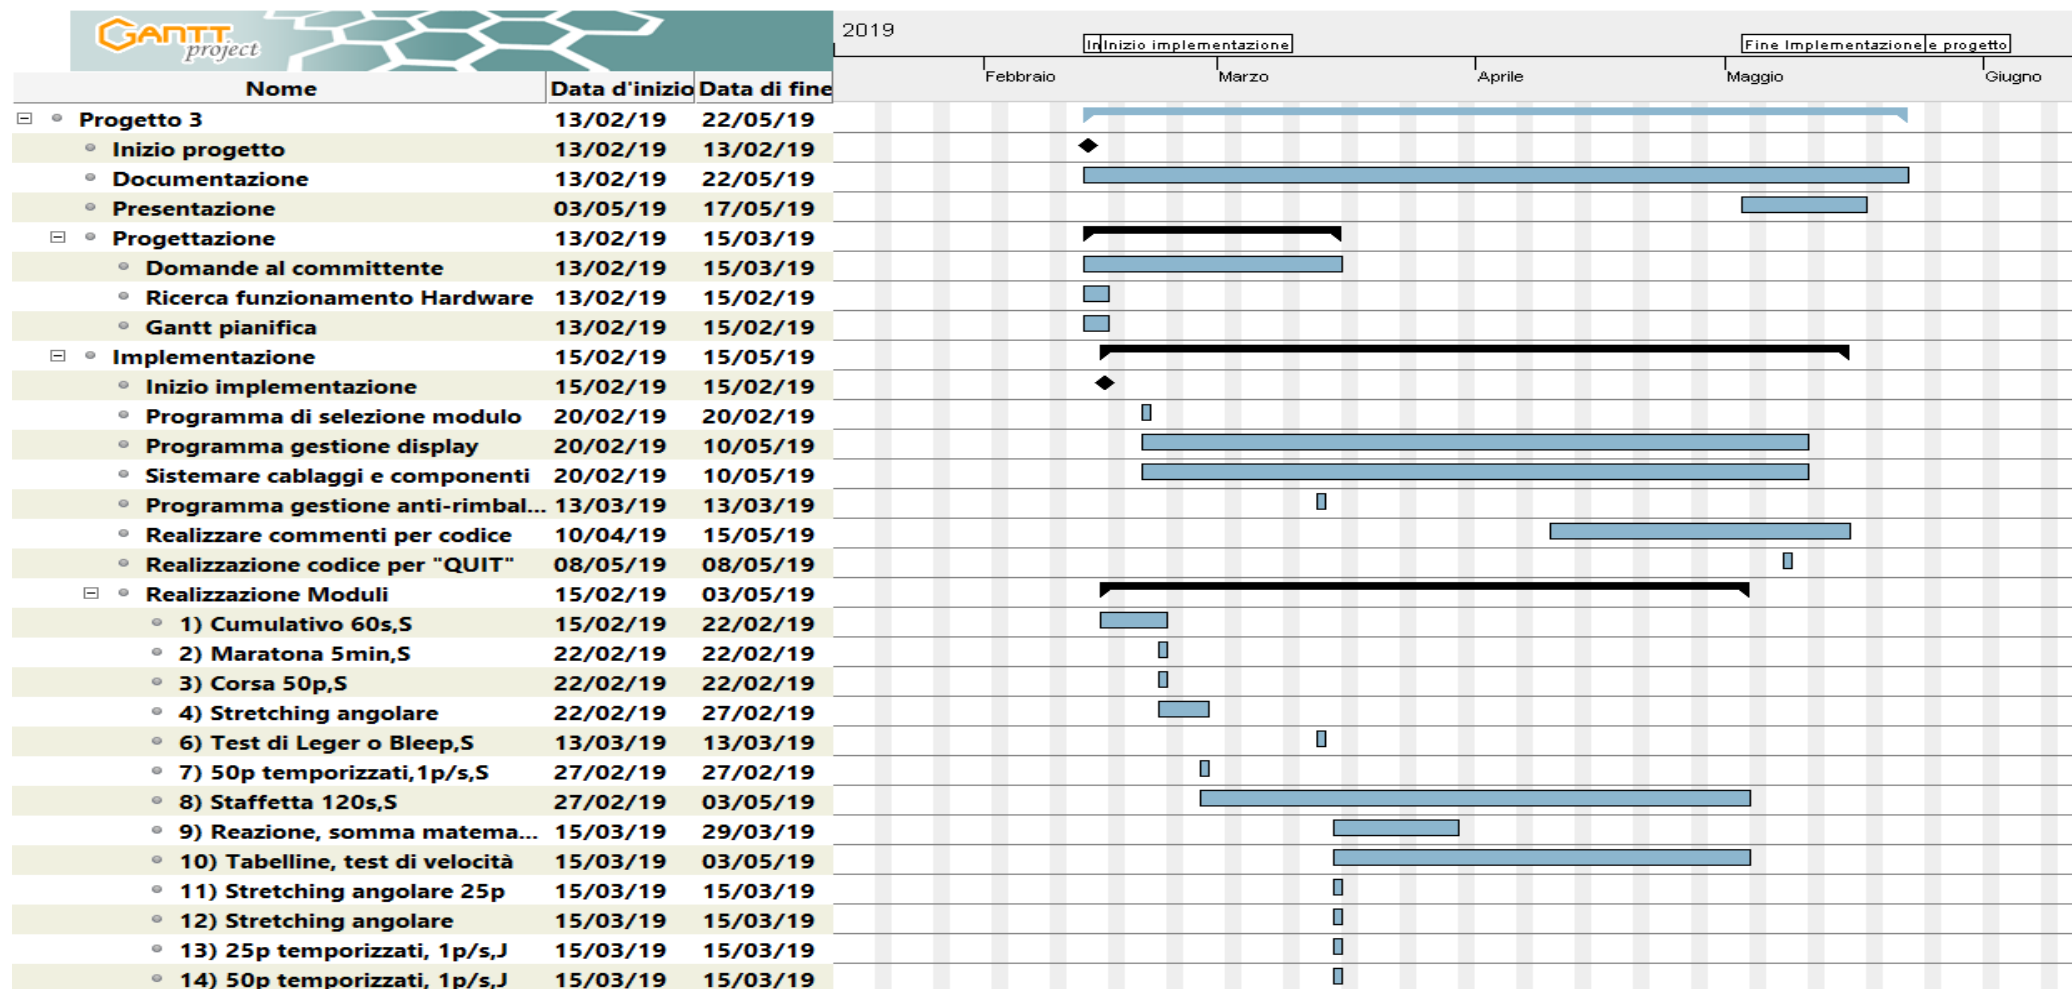 GANTT project
2019
In Inizio implementazione
Fine Implementazione e progetto
Febbraio Marzo Aprile Maggio Giugno
Nome Data d'inizio Data di fine
Progetto 3 13/02/19 22/05/19
Inizio progetto 13/02/19 13/02/19
Documentazione 13/02/19 22/05/19
Presentazione 03/05/19 17/05/19
Progettazione 13/02/19 15/03/19
Domande al committente 13/02/19 15/03/19
Ricerca funzionamento Hardware 13/02/19 15/02/19
Gantt pianifica 13/02/19 15/02/19
Implementazione 15/02/19 15/05/19
Inizio implementazione 15/02/19 15/02/19
Programma di selezione modulo 20/02/19 20/02/19
Programma gestione display 20/02/19 10/05/19
Sistemare cablaggi e componenti 20/02/19 10/05/19
Programma gestione anti-rimbal... 13/03/19 13/03/19
Realizzare commenti per codice 10/04/19 15/05/19
Realizzazione codice per "QUIT" 08/05/19 08/05/19
Realizzazione Moduli 15/02/19 03/05/19
1) Cumulativo 60s,S 15/02/19 22/02/19
2) Maratona 5min,S 22/02/19 22/02/19
3) Corsa 50p,S 22/02/19 22/02/19
4) Stretching angolare 22/02/19 27/02/19
6) Test di Leger o Bleep,S 13/03/19 13/03/19
7) 50p temporizzati,1p/s,S 27/02/19 27/02/19
8) Staffetta 120s,S 27/02/19 03/05/19
9) Reazione, somma matema... 15/03/19 29/03/19
10) Tabelline, test di velocità 15/03/19 03/05/19
11) Stretching angolare 25p 15/03/19 15/03/19
12) Stretching angolare 15/03/19 15/03/19
13) 25p temporizzati, 1p/s,J 15/03/19 15/03/19
14) 50p temporizzati, 1p/s,J 15/03/19 15/03/19